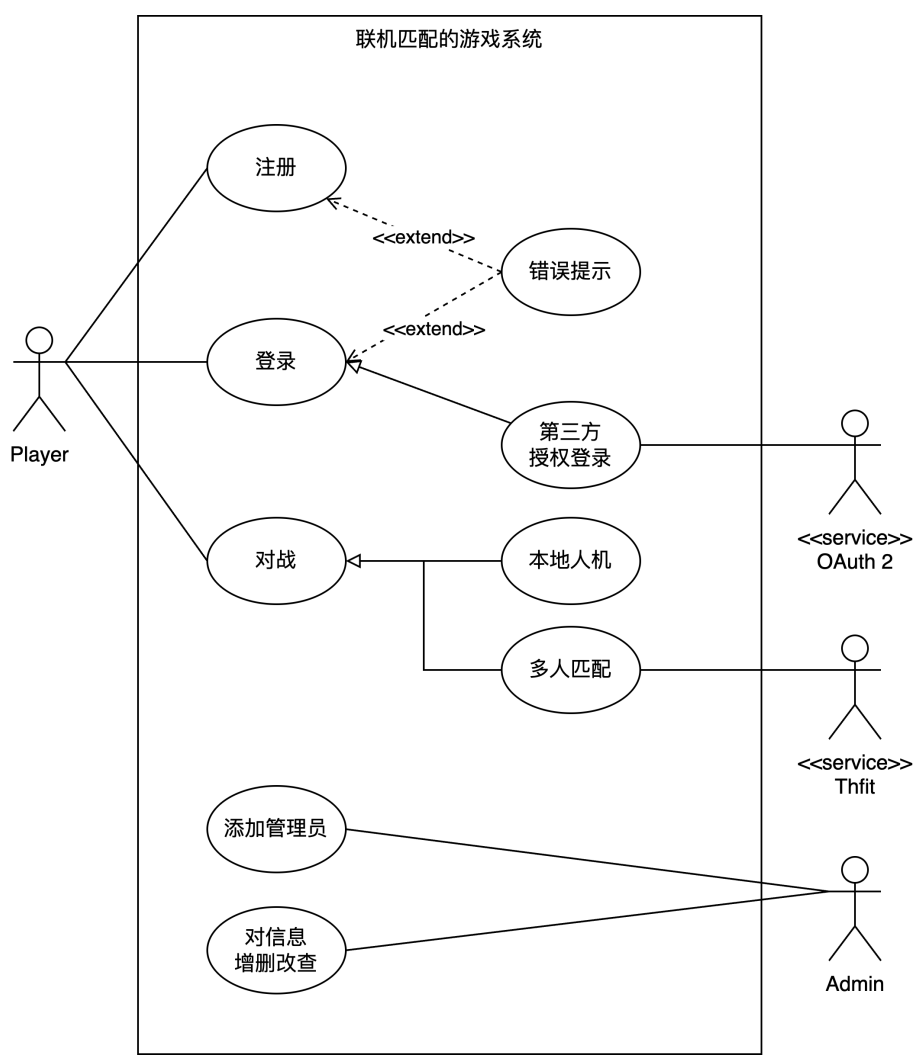 联机匹配的游戏系统
注册
<<extend>>
错误提示
<<extend>>
登录
第三方
授权登录
Player
<<service>>
OAuth 2
对战
本地人机
多人匹配
<<service>>
Thfit
添加管理员
对信息
增删改查
Admin